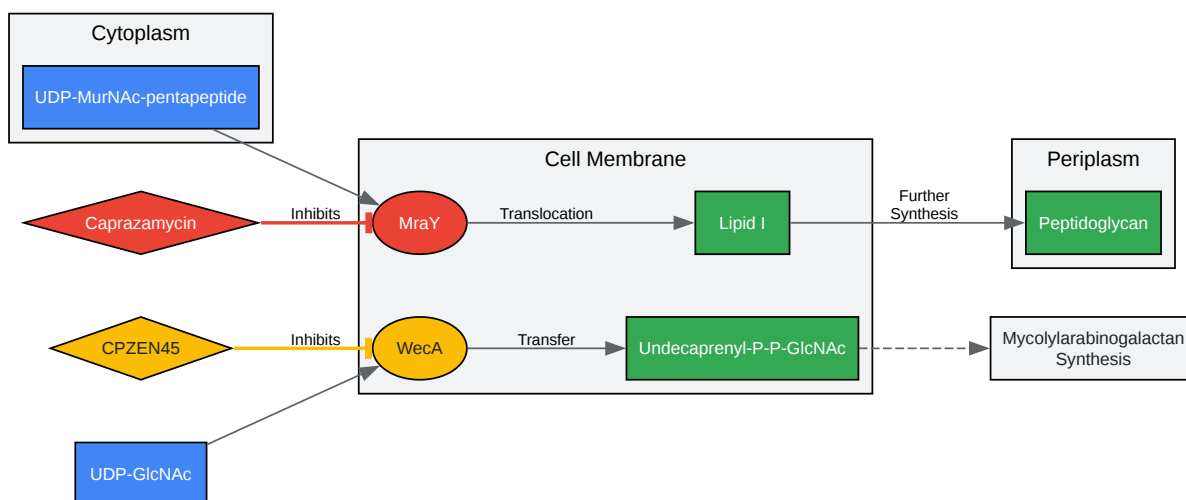 Cytoplasm
UDP-MurNAc-pentapeptide
Cell Membrane
Periplasm
Caprazamycin
Inhibits
MraY
Translocation
Lipid I
Further
Synthesis
Peptidoglycan
CPZEN45
Inhibits
WecA
Transfer
Undecaprenyl-P-P-GlcNAc
Mycolylarabinogalactan
Synthesis
UDP-GlcNAc